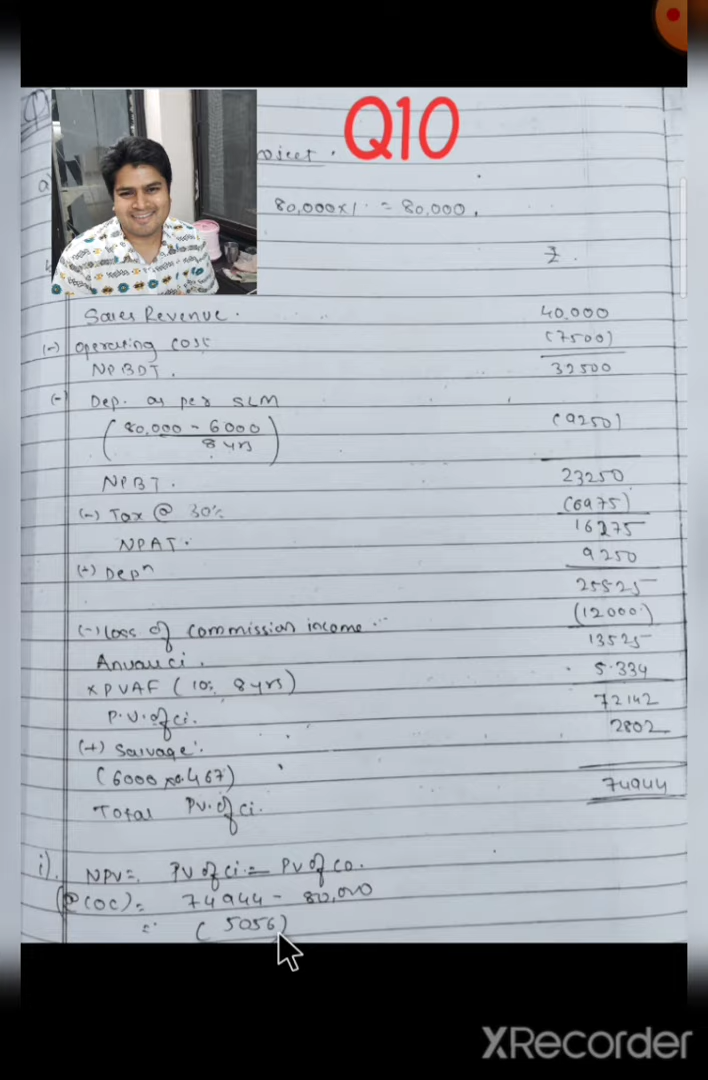 Q10
oject.
a)
80,000x1 = 80,000.
₹.
Sales Revenue. 40,000
(-) operating cost (7500)
NPBDT. 32500
(-) Dep. as per SLM
(80,000 - 6000 / 8 yrs) (9250)
NPBT. 23250
(-) Tax @ 30% (6975)
NPAT. 16275
(+) Depn 9250
25525
(-) Loss of commission income. (12000)
Annual ci. 13525
x PVAF (10%, 8 yrs) 5.334
P.V. of ci. 72142
(+) Salvage. 2802
(6000 x 0.467)
Total PV. of ci. 74944
i). NPV = PV of ci - PV of co.
(@ COC) = 74944 - 80,000
= (5056)
XRecorder